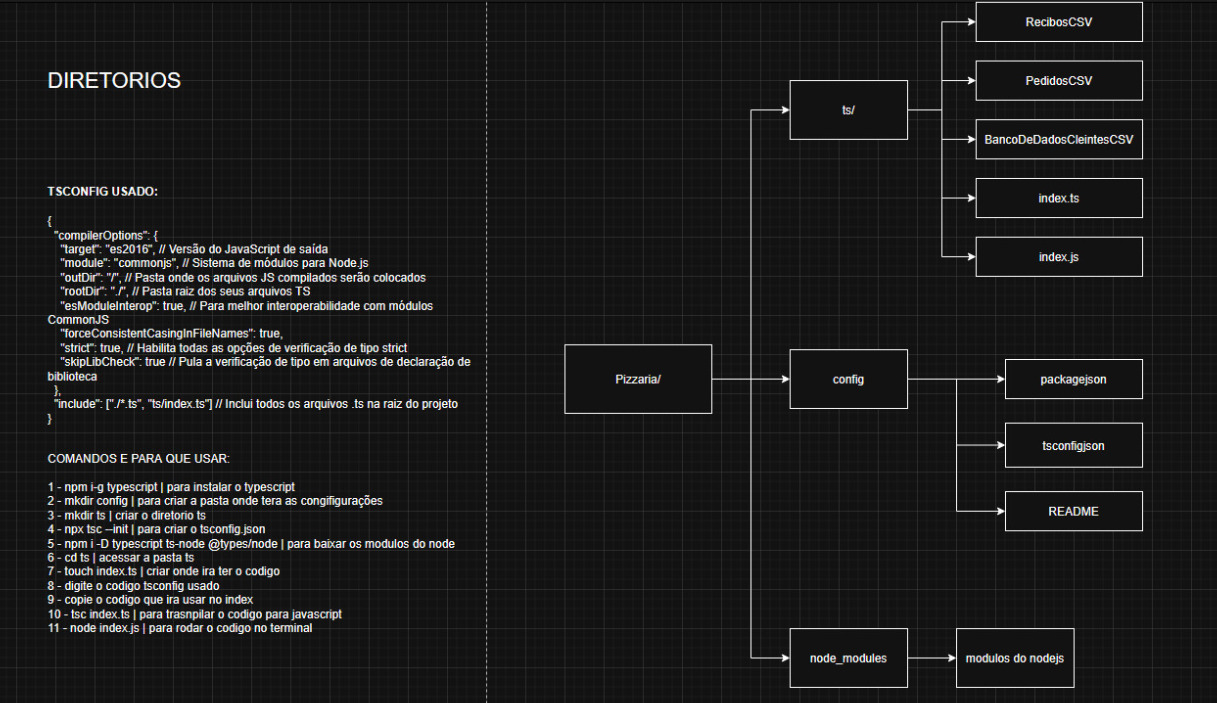 DIRETORIOS
TSCONFIG USADO:
{
"compilerOptions": {
"target": "es2016", // Versão do JavaScript de saída
"module": "commonjs", // Sistema de módulos para Node.js
"outDir": "/", // Pasta onde os arquivos JS compilados serão colocados
"rootDir": "./", // Pasta raiz dos seus arquivos TS
"esModuleInterop": true, // Para melhor interoperabilidade com módulos
CommonJS
"forceConsistentCasingInFileNames": true,
"strict": true, // Habilita todas as opções de verificação de tipo strict
"skipLibCheck": true // Pula a verificação de tipo em arquivos de declaração de
biblioteca
},
"include": ["./*.ts", "ts/index.ts"] // Inclui todos os arquivos .ts na raiz do projeto
}
COMANDOS E PARA QUE USAR:
1 - npm i-g typescript | para instalar o typescript
2 - mkdir config | para criar a pasta onde tera as congifigurações
3 - mkdir ts | criar o diretorio ts
4 - npx tsc --init | para criar o tsconfig.json
5 - npm i -D typescript ts-node @types/node | para baixar os modulos do node
6 - cd ts | acessar a pasta ts
7 - touch index.ts | criar onde ira ter o codigo
8 - digite o codigo tsconfig usado
9 - copie o codigo que ira usar no index
10 - tsc index.ts | para trasnpilar o codigo para javascript
11 - node index.js | para rodar o codigo no terminal
Pizzaria/
ts/
RecibosCSV
PedidosCSV
BancoDeDadosCleintesCSV
index.ts
index.js
config
packagejson
tsconfigjson
README
node_modules
modulos do nodejs